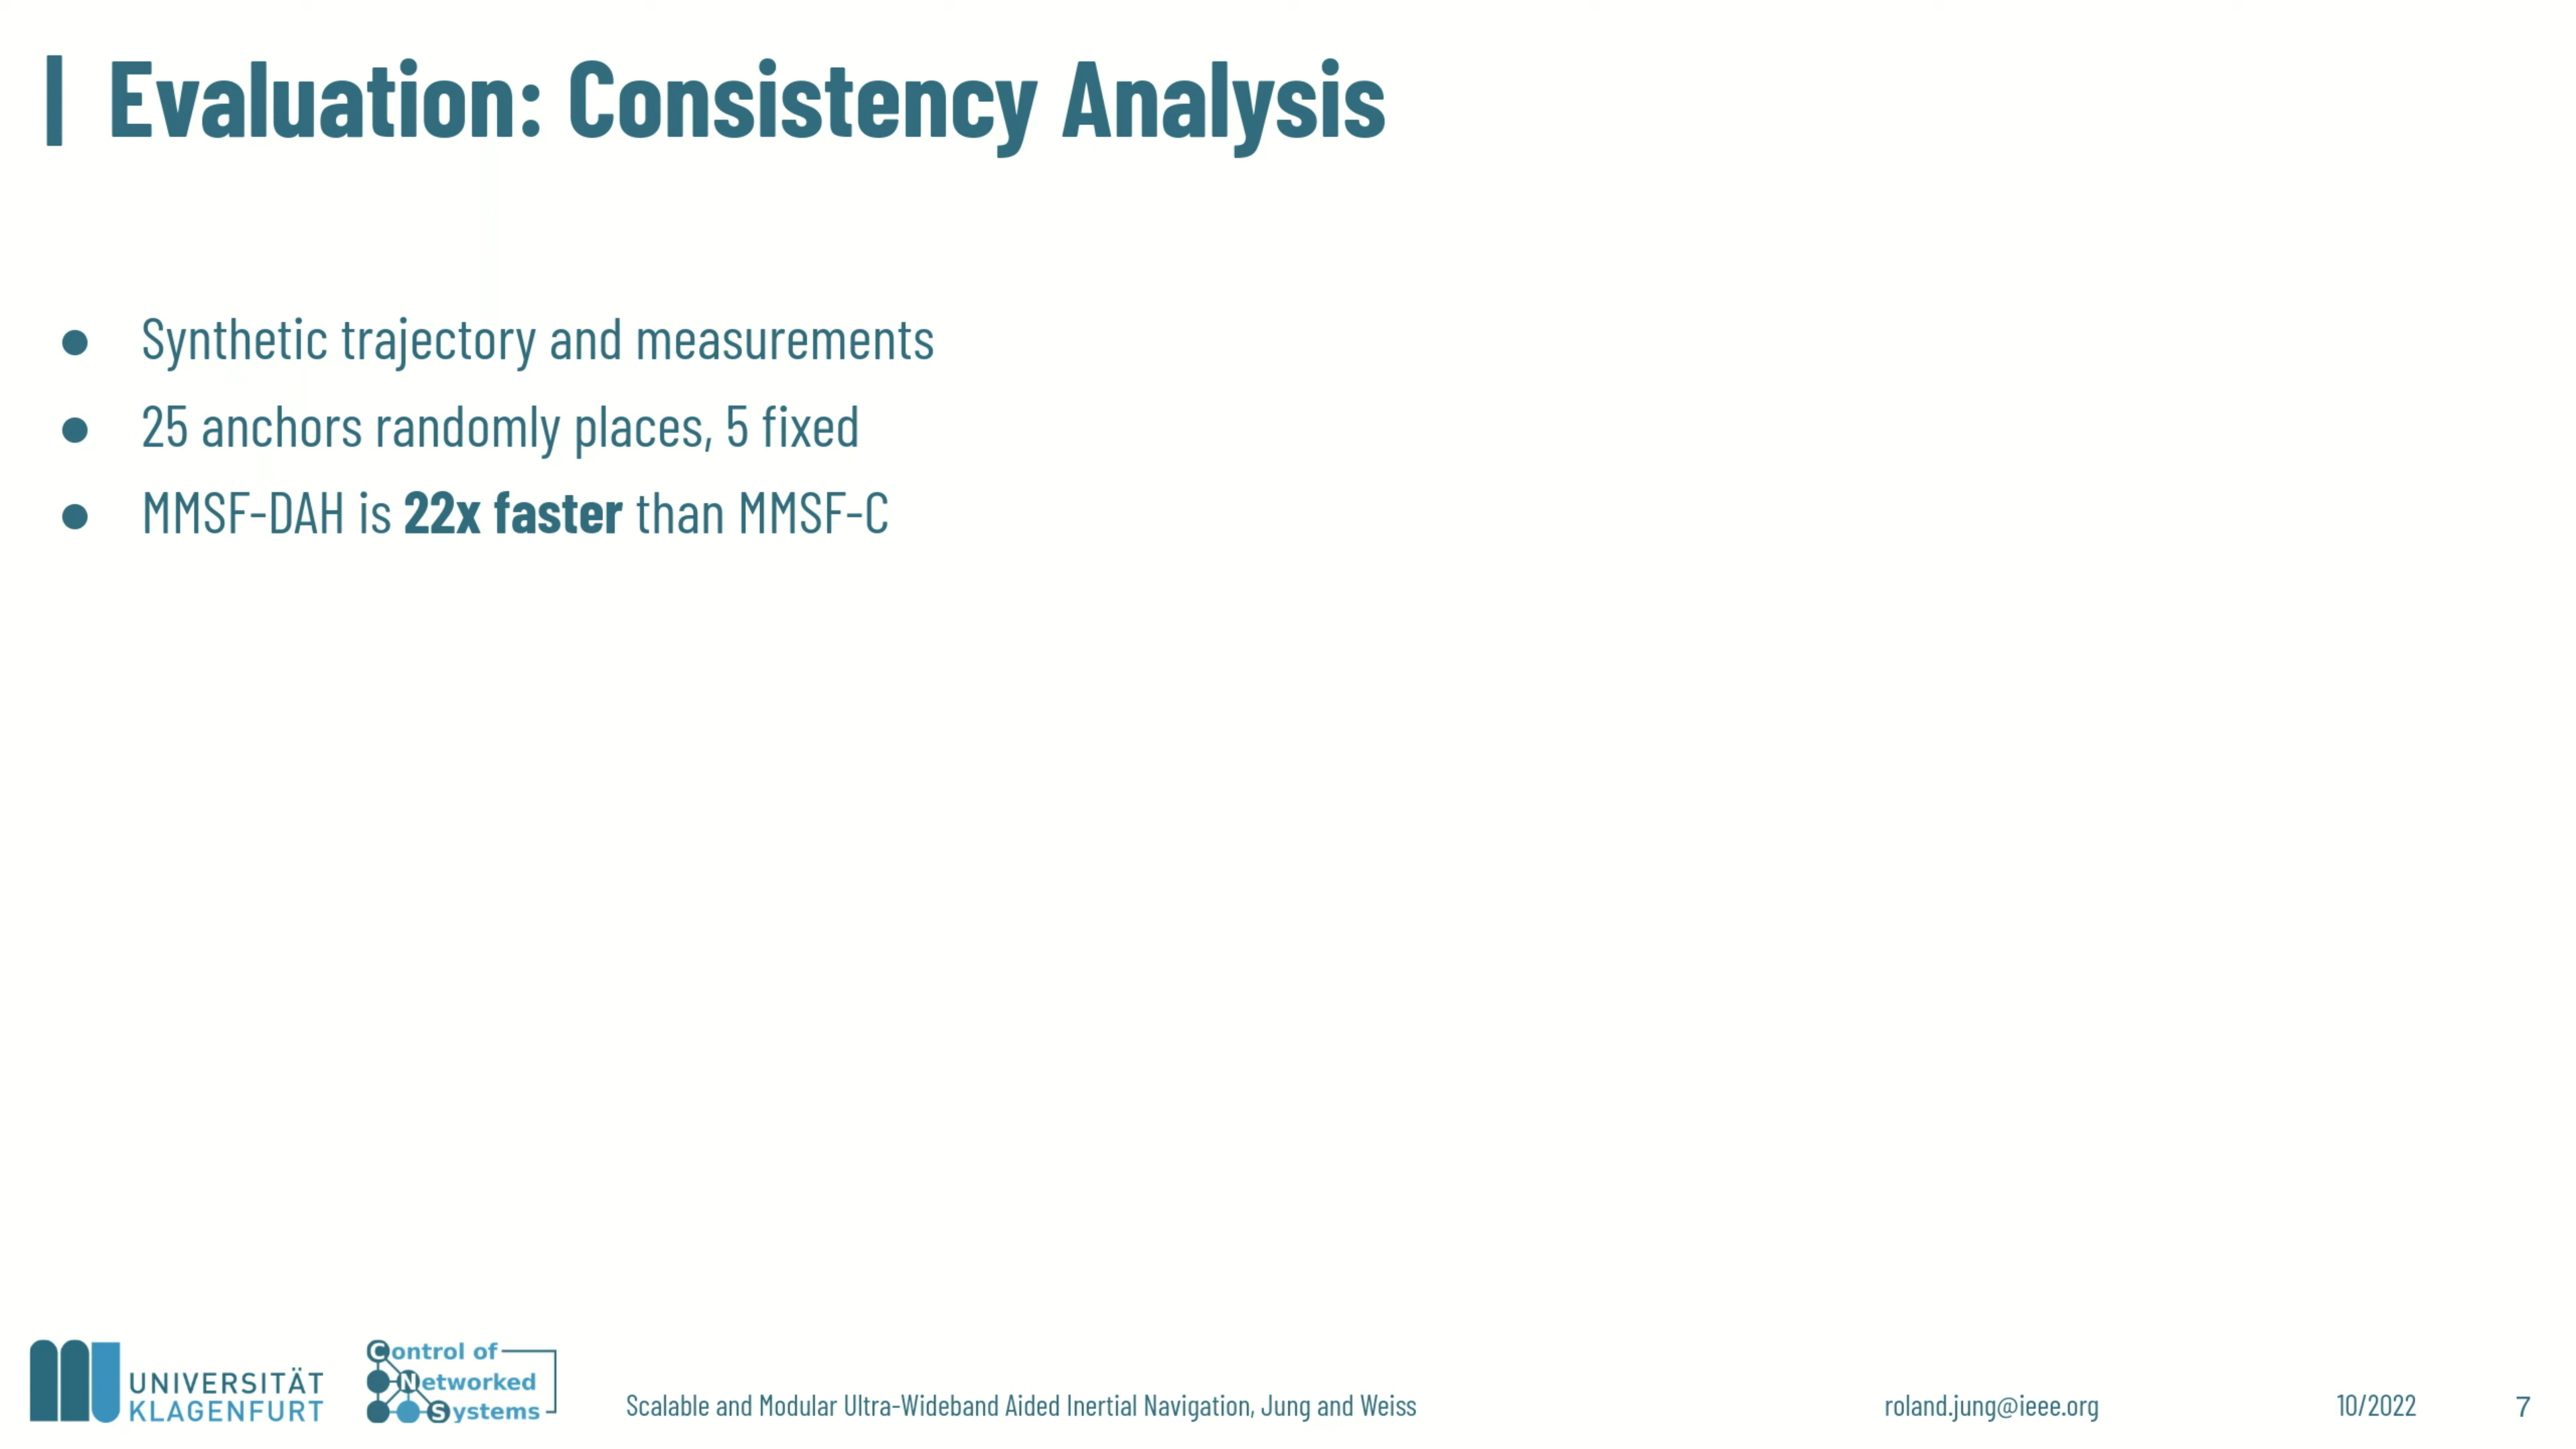 Evaluation: Consistency Analysis
● Synthetic trajectory and measurements
● 25 anchors randomly places, 5 fixed
● MMSF-DAH is 22x faster than MMSF-C
UNIVERSITÄT
KLAGENFURT
Control of
Networked
Systems
Scalable and Modular Ultra-Wideband Aided Inertial Navigation, Jung and Weiss
roland.jung@ieee.org
10/2022
7